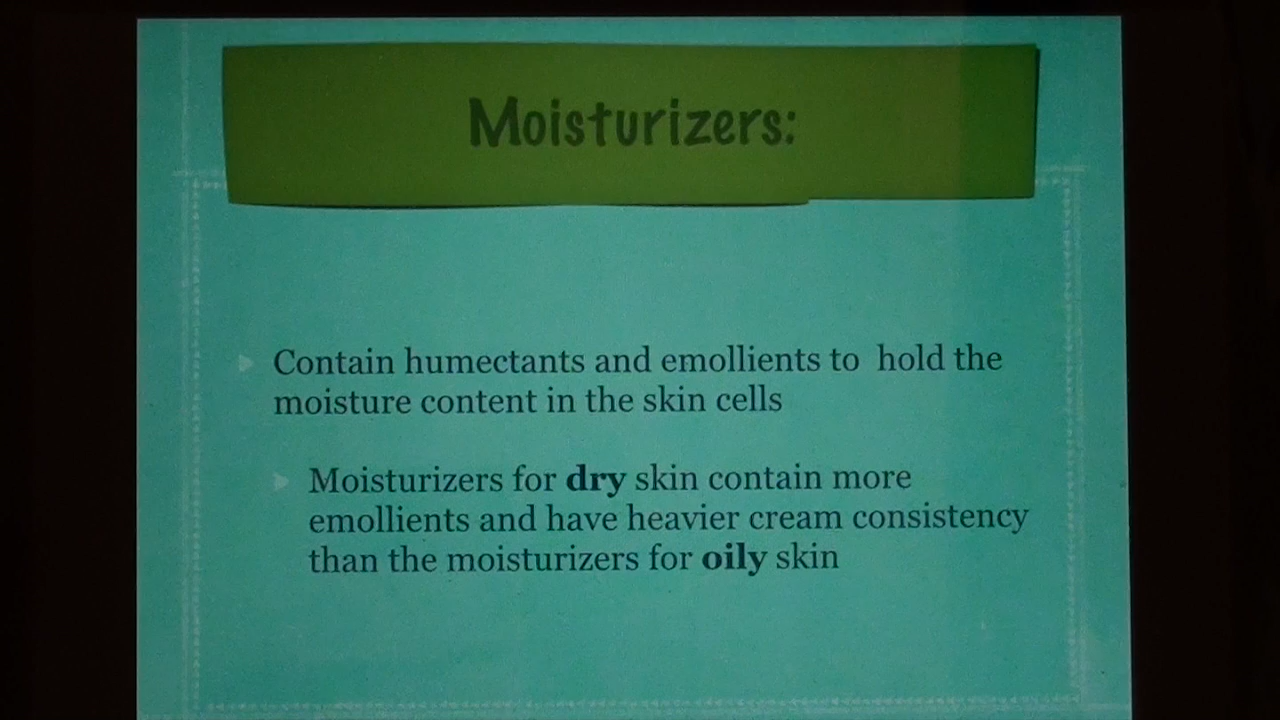 Moisturizers:
Contain humectants and emollients to hold the
moisture content in the skin cells
Moisturizers for dry skin contain more
emollients and have heavier cream consistency
than the moisturizers for oily skin